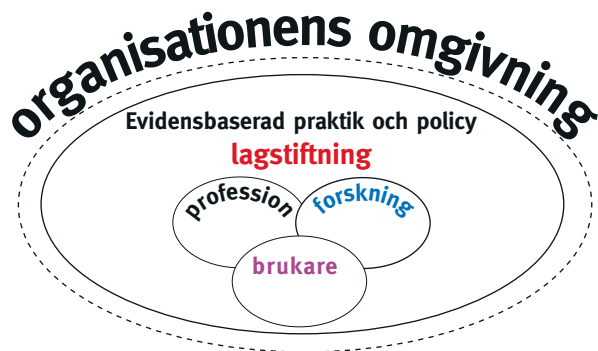 organisationens omgivning
Evidensbaserad praktik och policy
lagstiftning
profession
forskning
brukare